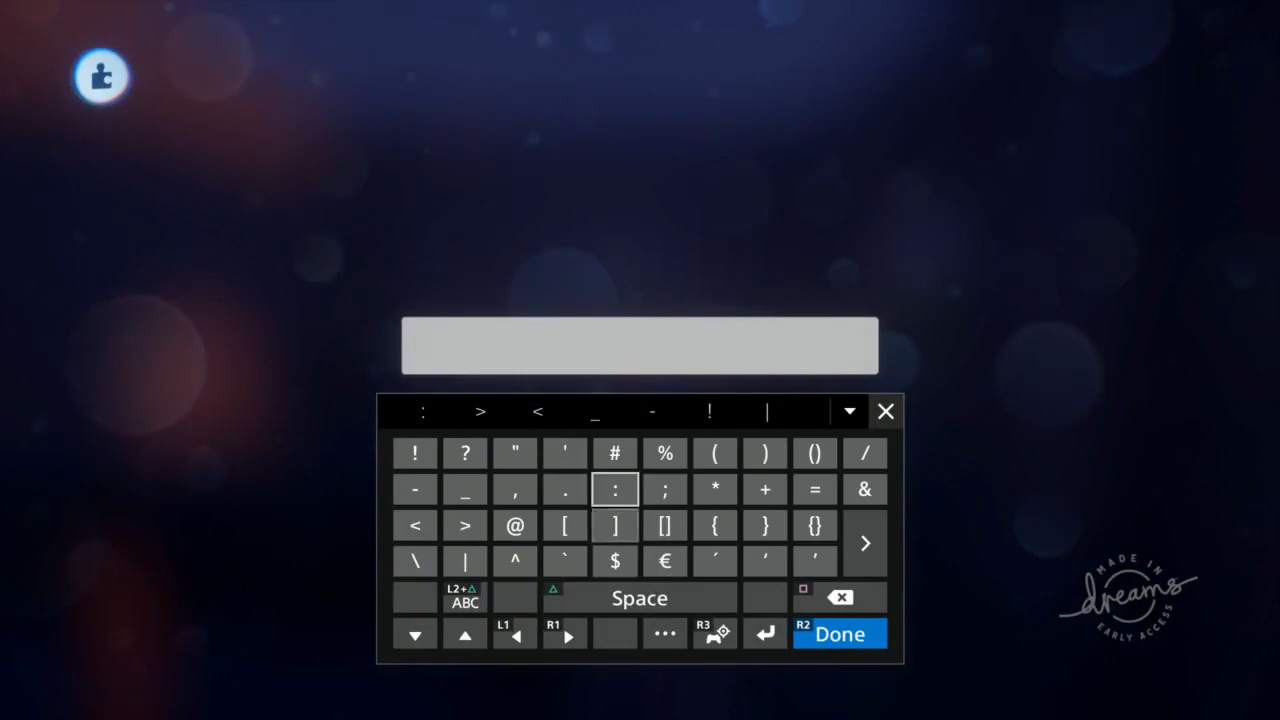 : > < _ - ! |
! ? " ' # % ( ) () /
- _ , . : ; * + = &
< > @ [ ] [] { } {}
\ | ^ ` $ € ´ ‘ ’
L2+△ ABC △ Space
L1 R1 ... R3 R2 Done
MADE IN
dreams
EARLY ACCESS